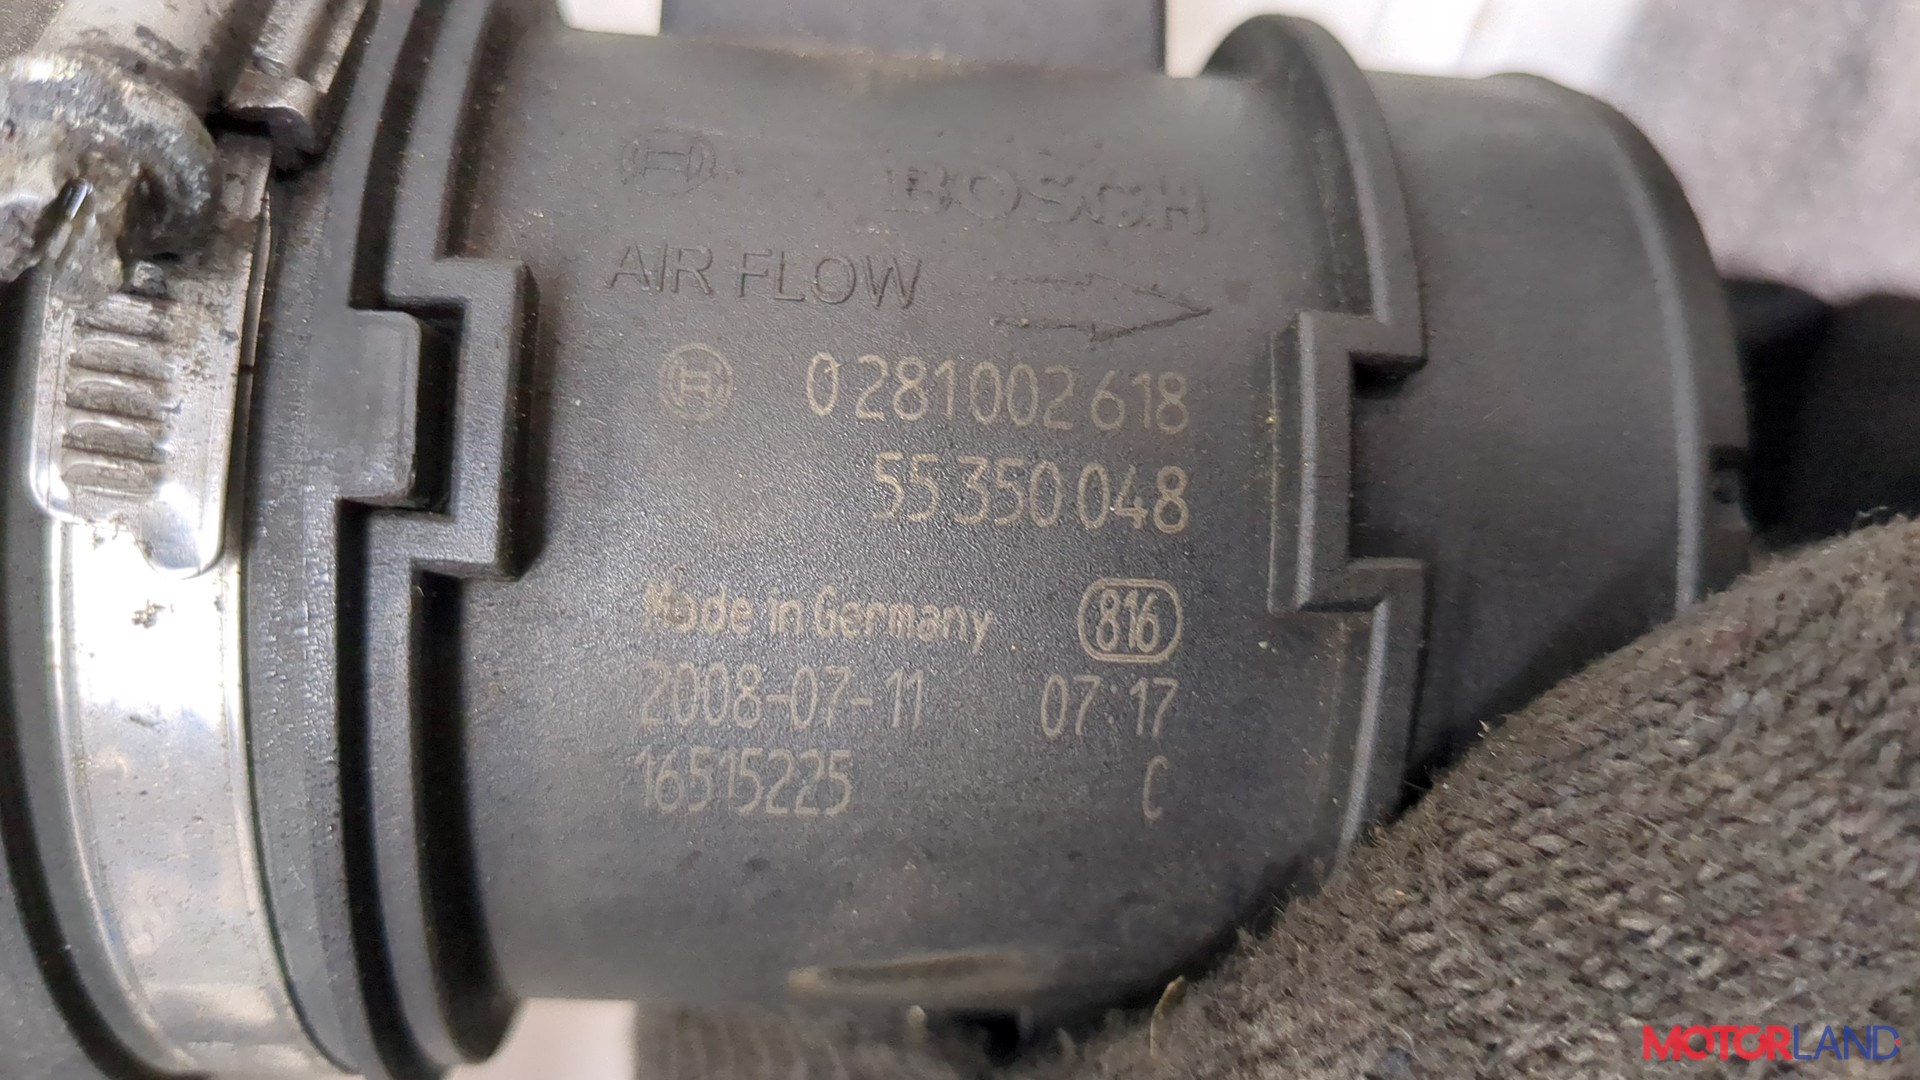 BOSCH
AIR FLOW
0 281 002 618
55 350 048
Made in Germany 816
2008-07-11 07:17
16515225 C
MOTORLAND